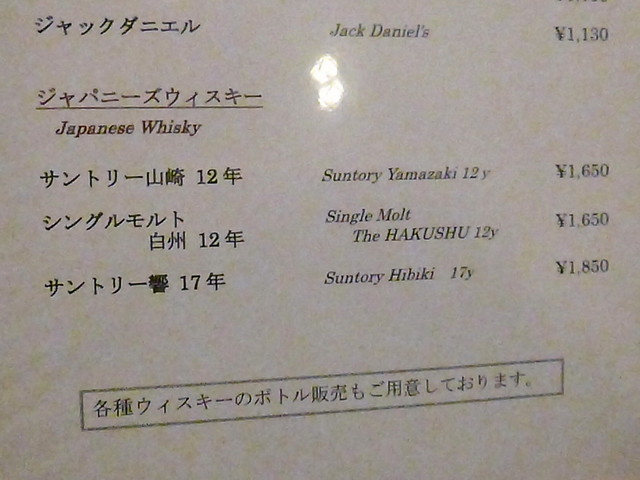 ジャックダニエル Jack Daniel's ¥1,130
ジャパニーズウィスキー
Japanese Whisky
サントリー山崎 12年 Suntory Yamazaki 12 y ¥1,650
シングルモルト Single Molt
白州 12年 The HAKUSHU 12y ¥1,650
サントリー響 17年 Suntory Hibiki 17y ¥1,850
各種ウィスキーのボトル販売もご用意しております。